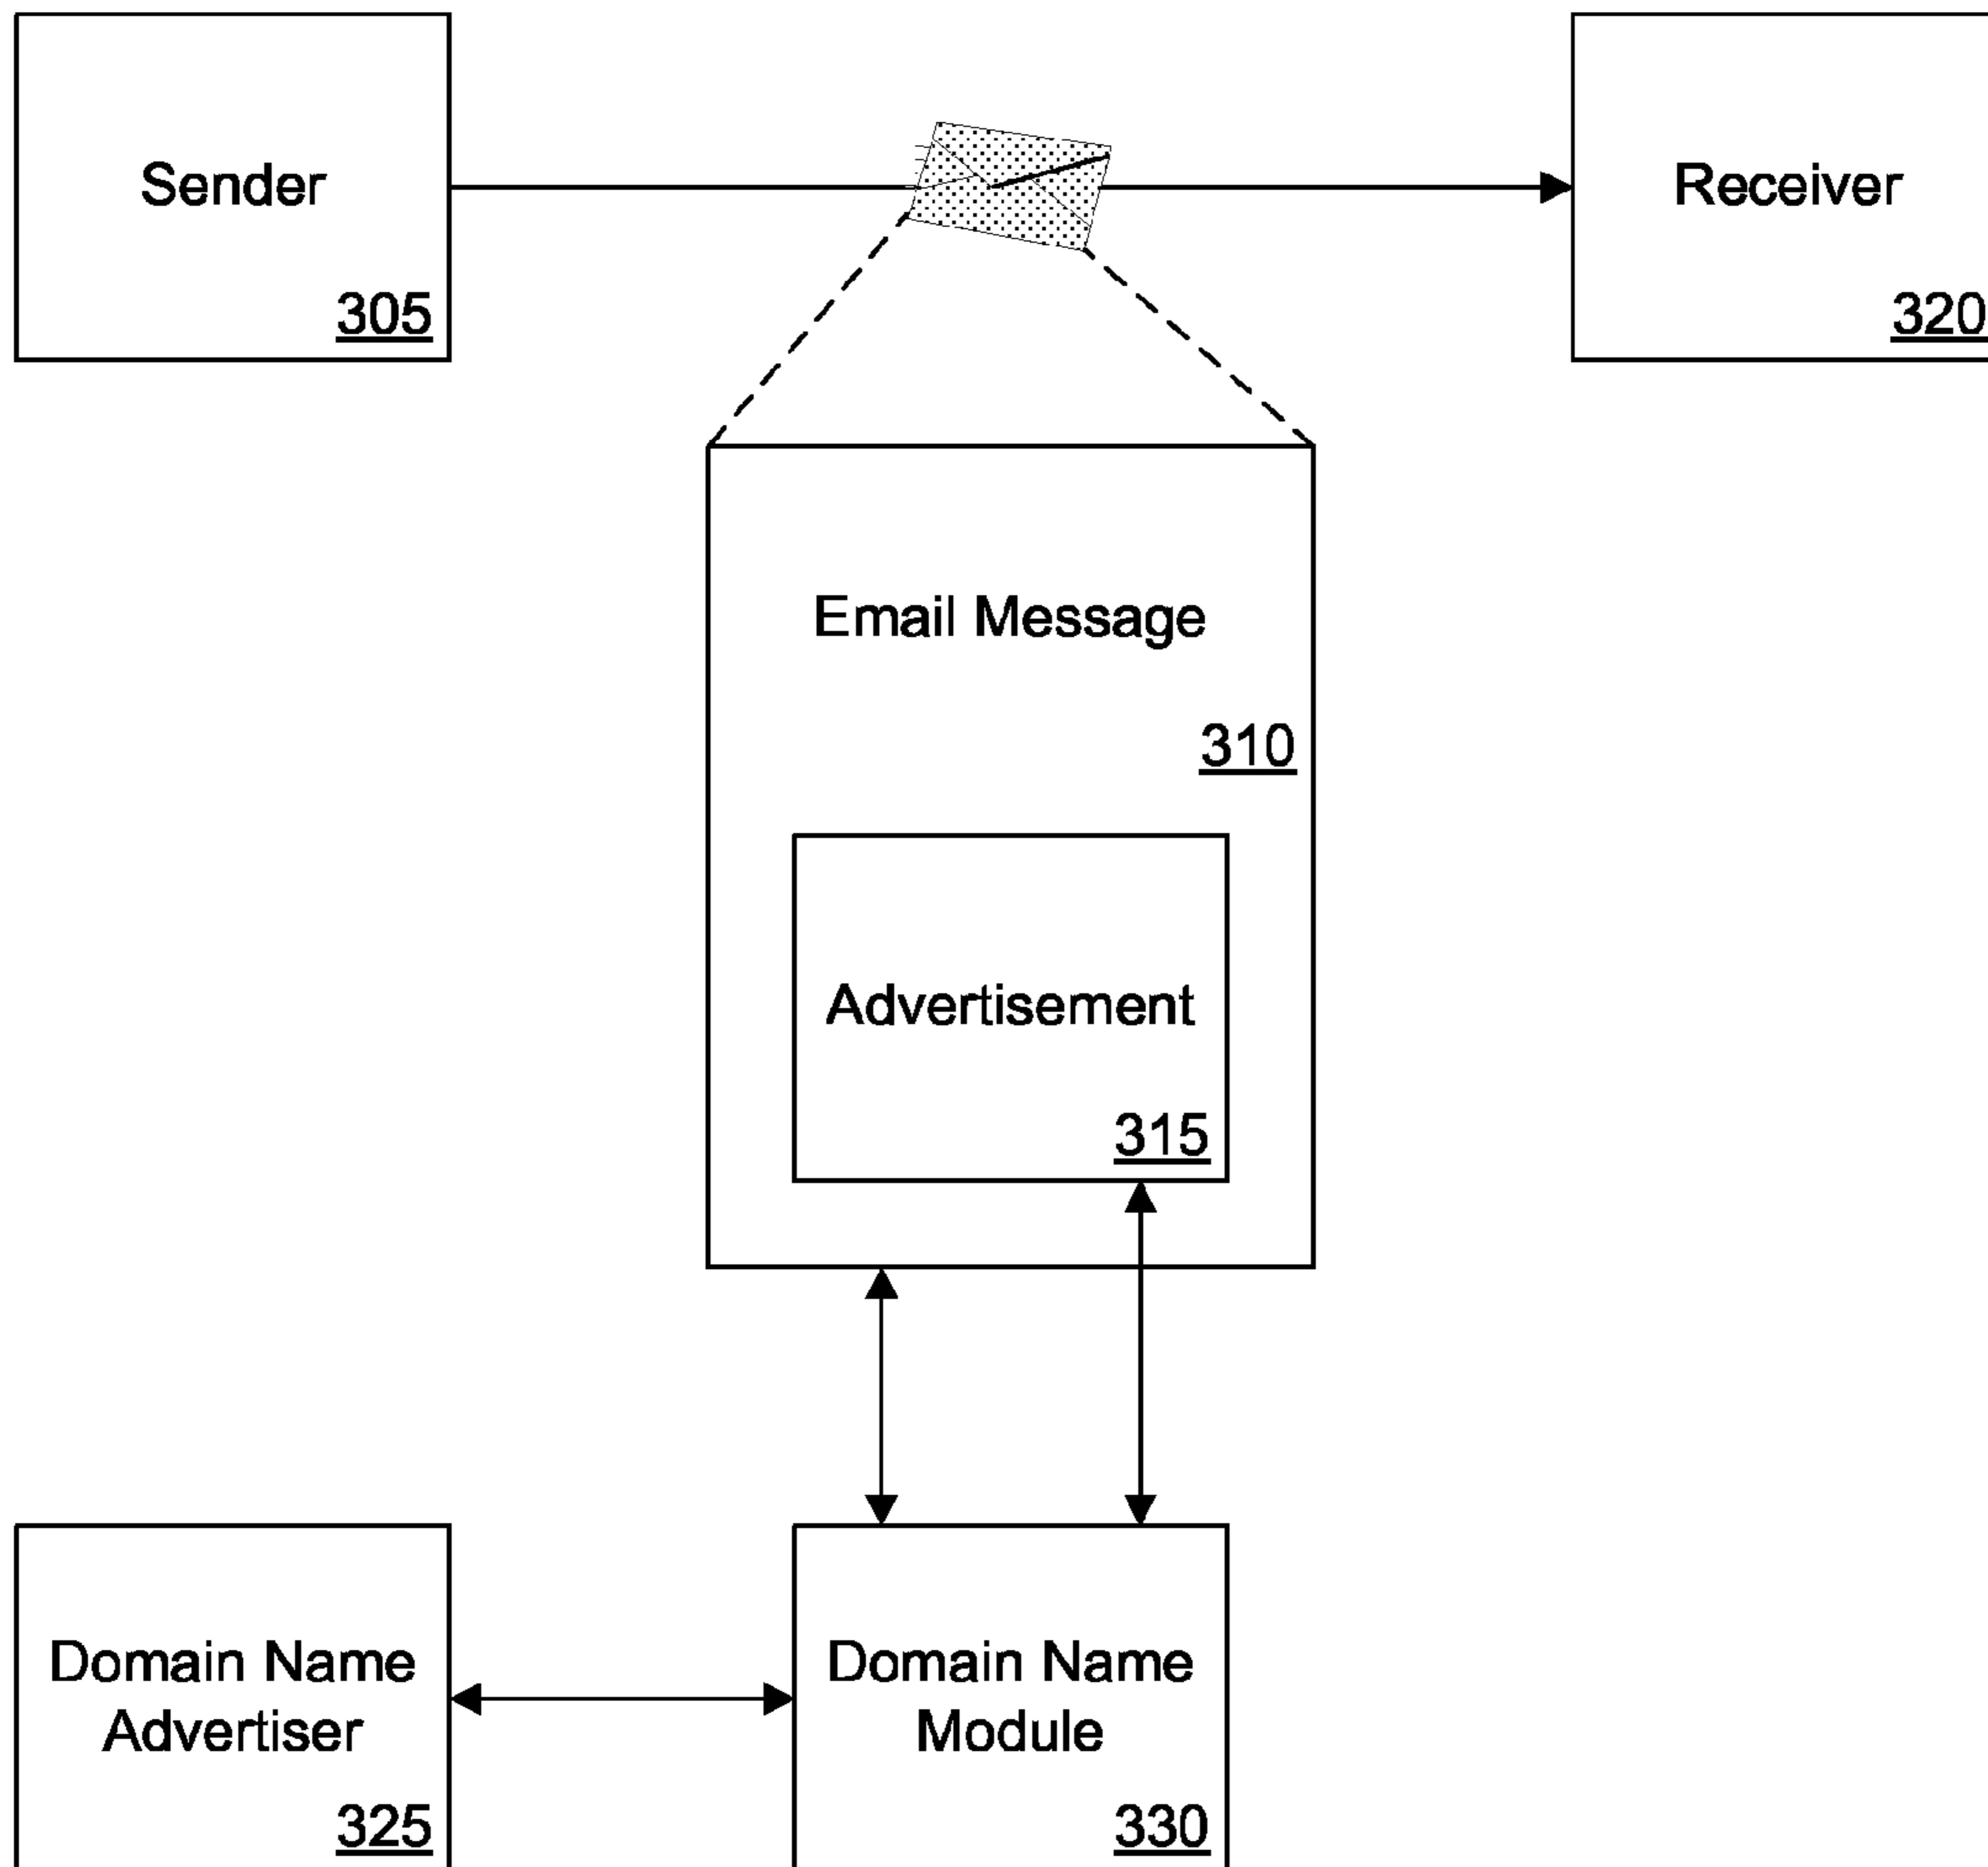 Sender
305
Receiver
320
Email Message
310
Advertisement
315
Domain Name
Advertiser
325
Domain Name
Module
330